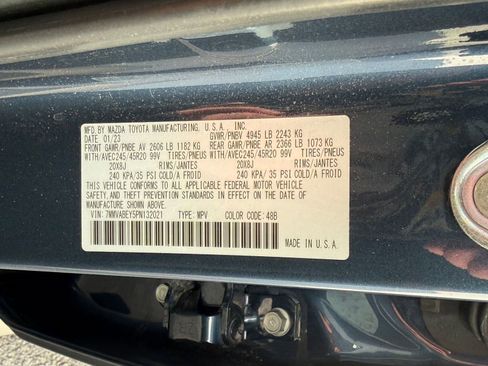 MFD BY MAZDA TOYOTA MANUFACTURING, U.S.A., INC.
DATE 01/23 GVWR/PNBV 4945 LB 2243 KG
FRONT GAWR/PNBE AV 2606 LB 1182 KG REAR GAWR/PNBE AR 2366 LB 1073 KG
WITH/AVEC245/45R20 99V TIRES/PNEUS WITH/AVEC245/45R20 99V TIRES/PNEUS
20X8J RIMS/JANTES 20X8J RIMS/JANTES
240 KPA/35 PSI COLD/A FROID 240 KPA/ 35 PSI COLD/A FROID
THIS VEHICLE CONFORMS TO ALL APPLICABLE FEDERAL MOTOR VEHICLE
SAFETY, BUMPER, AND THEFT PREVENTION STANDARDS IN EFFECT ON THE DATE
OF MANUFACTURE SHOWN ABOVE.
VIN: 7MMVABEY5PN132021 TYPE: MPV COLOR CODE: 48B
MADE IN U.S.A.
2R